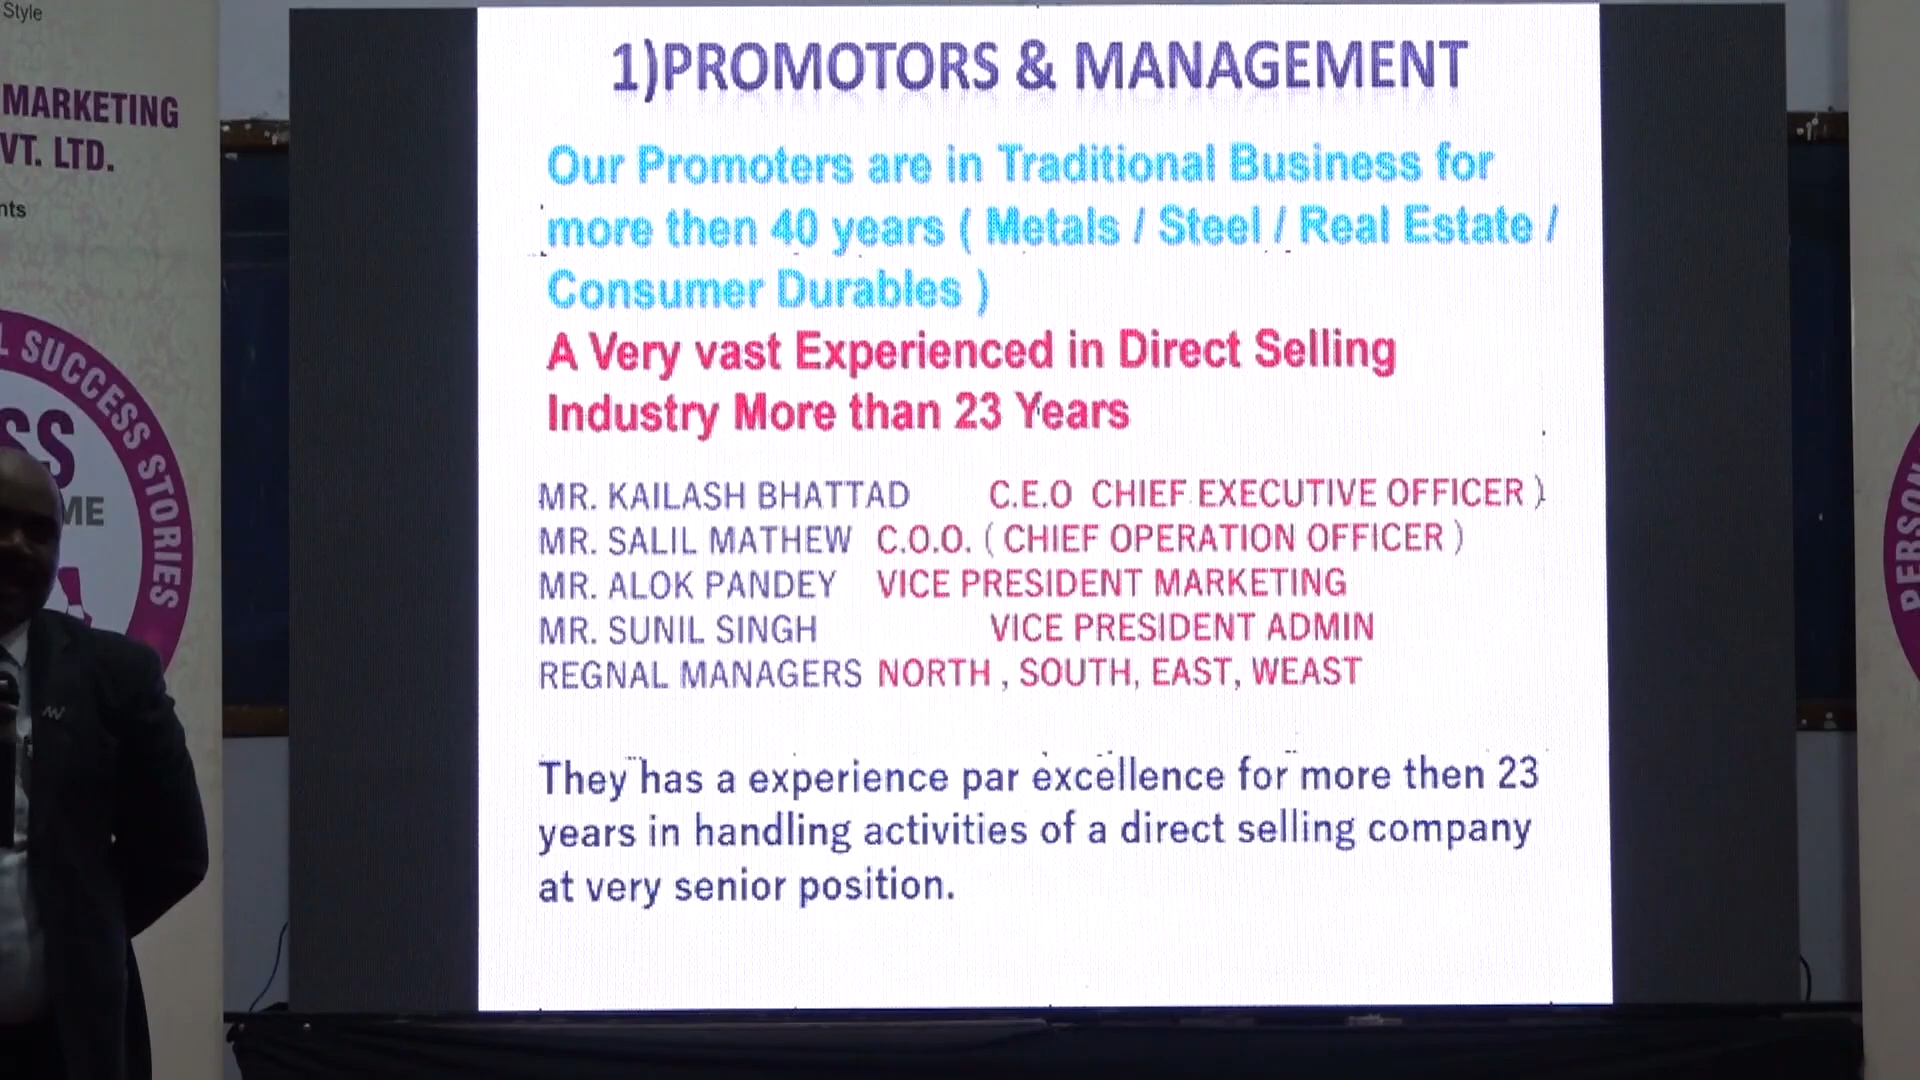 Style
MARKETING
VT. LTD.
nts
L SUCCESS STORIES
SS
ME
1)PROMOTORS & MANAGEMENT
Our Promoters are in Traditional Business for
more then 40 years ( Metals / Steel / Real Estate /
Consumer Durables )
A Very vast Experienced in Direct Selling
Industry More than 23 Years
MR. KAILASH BHATTAD C.E.O CHIEF EXECUTIVE OFFICER )
MR. SALIL MATHEW C.O.O. ( CHIEF OPERATION OFFICER )
MR. ALOK PANDEY VICE PRESIDENT MARKETING
MR. SUNIL SINGH VICE PRESIDENT ADMIN
REGNAL MANAGERS NORTH , SOUTH, EAST, WEAST
They has a experience par excellence for more then 23
years in handling activities of a direct selling company
at very senior position.
PERSON